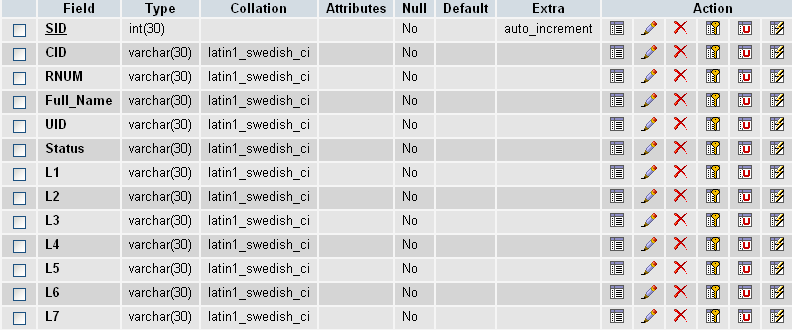 Field Type Collation Attributes Null Default Extra Action
SID int(30) No auto_increment
CID varchar(30) latin1_swedish_ci No
RNUM varchar(30) latin1_swedish_ci No
Full_Name varchar(30) latin1_swedish_ci No
UID varchar(30) latin1_swedish_ci No
Status varchar(30) latin1_swedish_ci No
L1 varchar(30) latin1_swedish_ci No
L2 varchar(30) latin1_swedish_ci No
L3 varchar(30) latin1_swedish_ci No
L4 varchar(30) latin1_swedish_ci No
L5 varchar(30) latin1_swedish_ci No
L6 varchar(30) latin1_swedish_ci No
L7 varchar(30) latin1_swedish_ci No